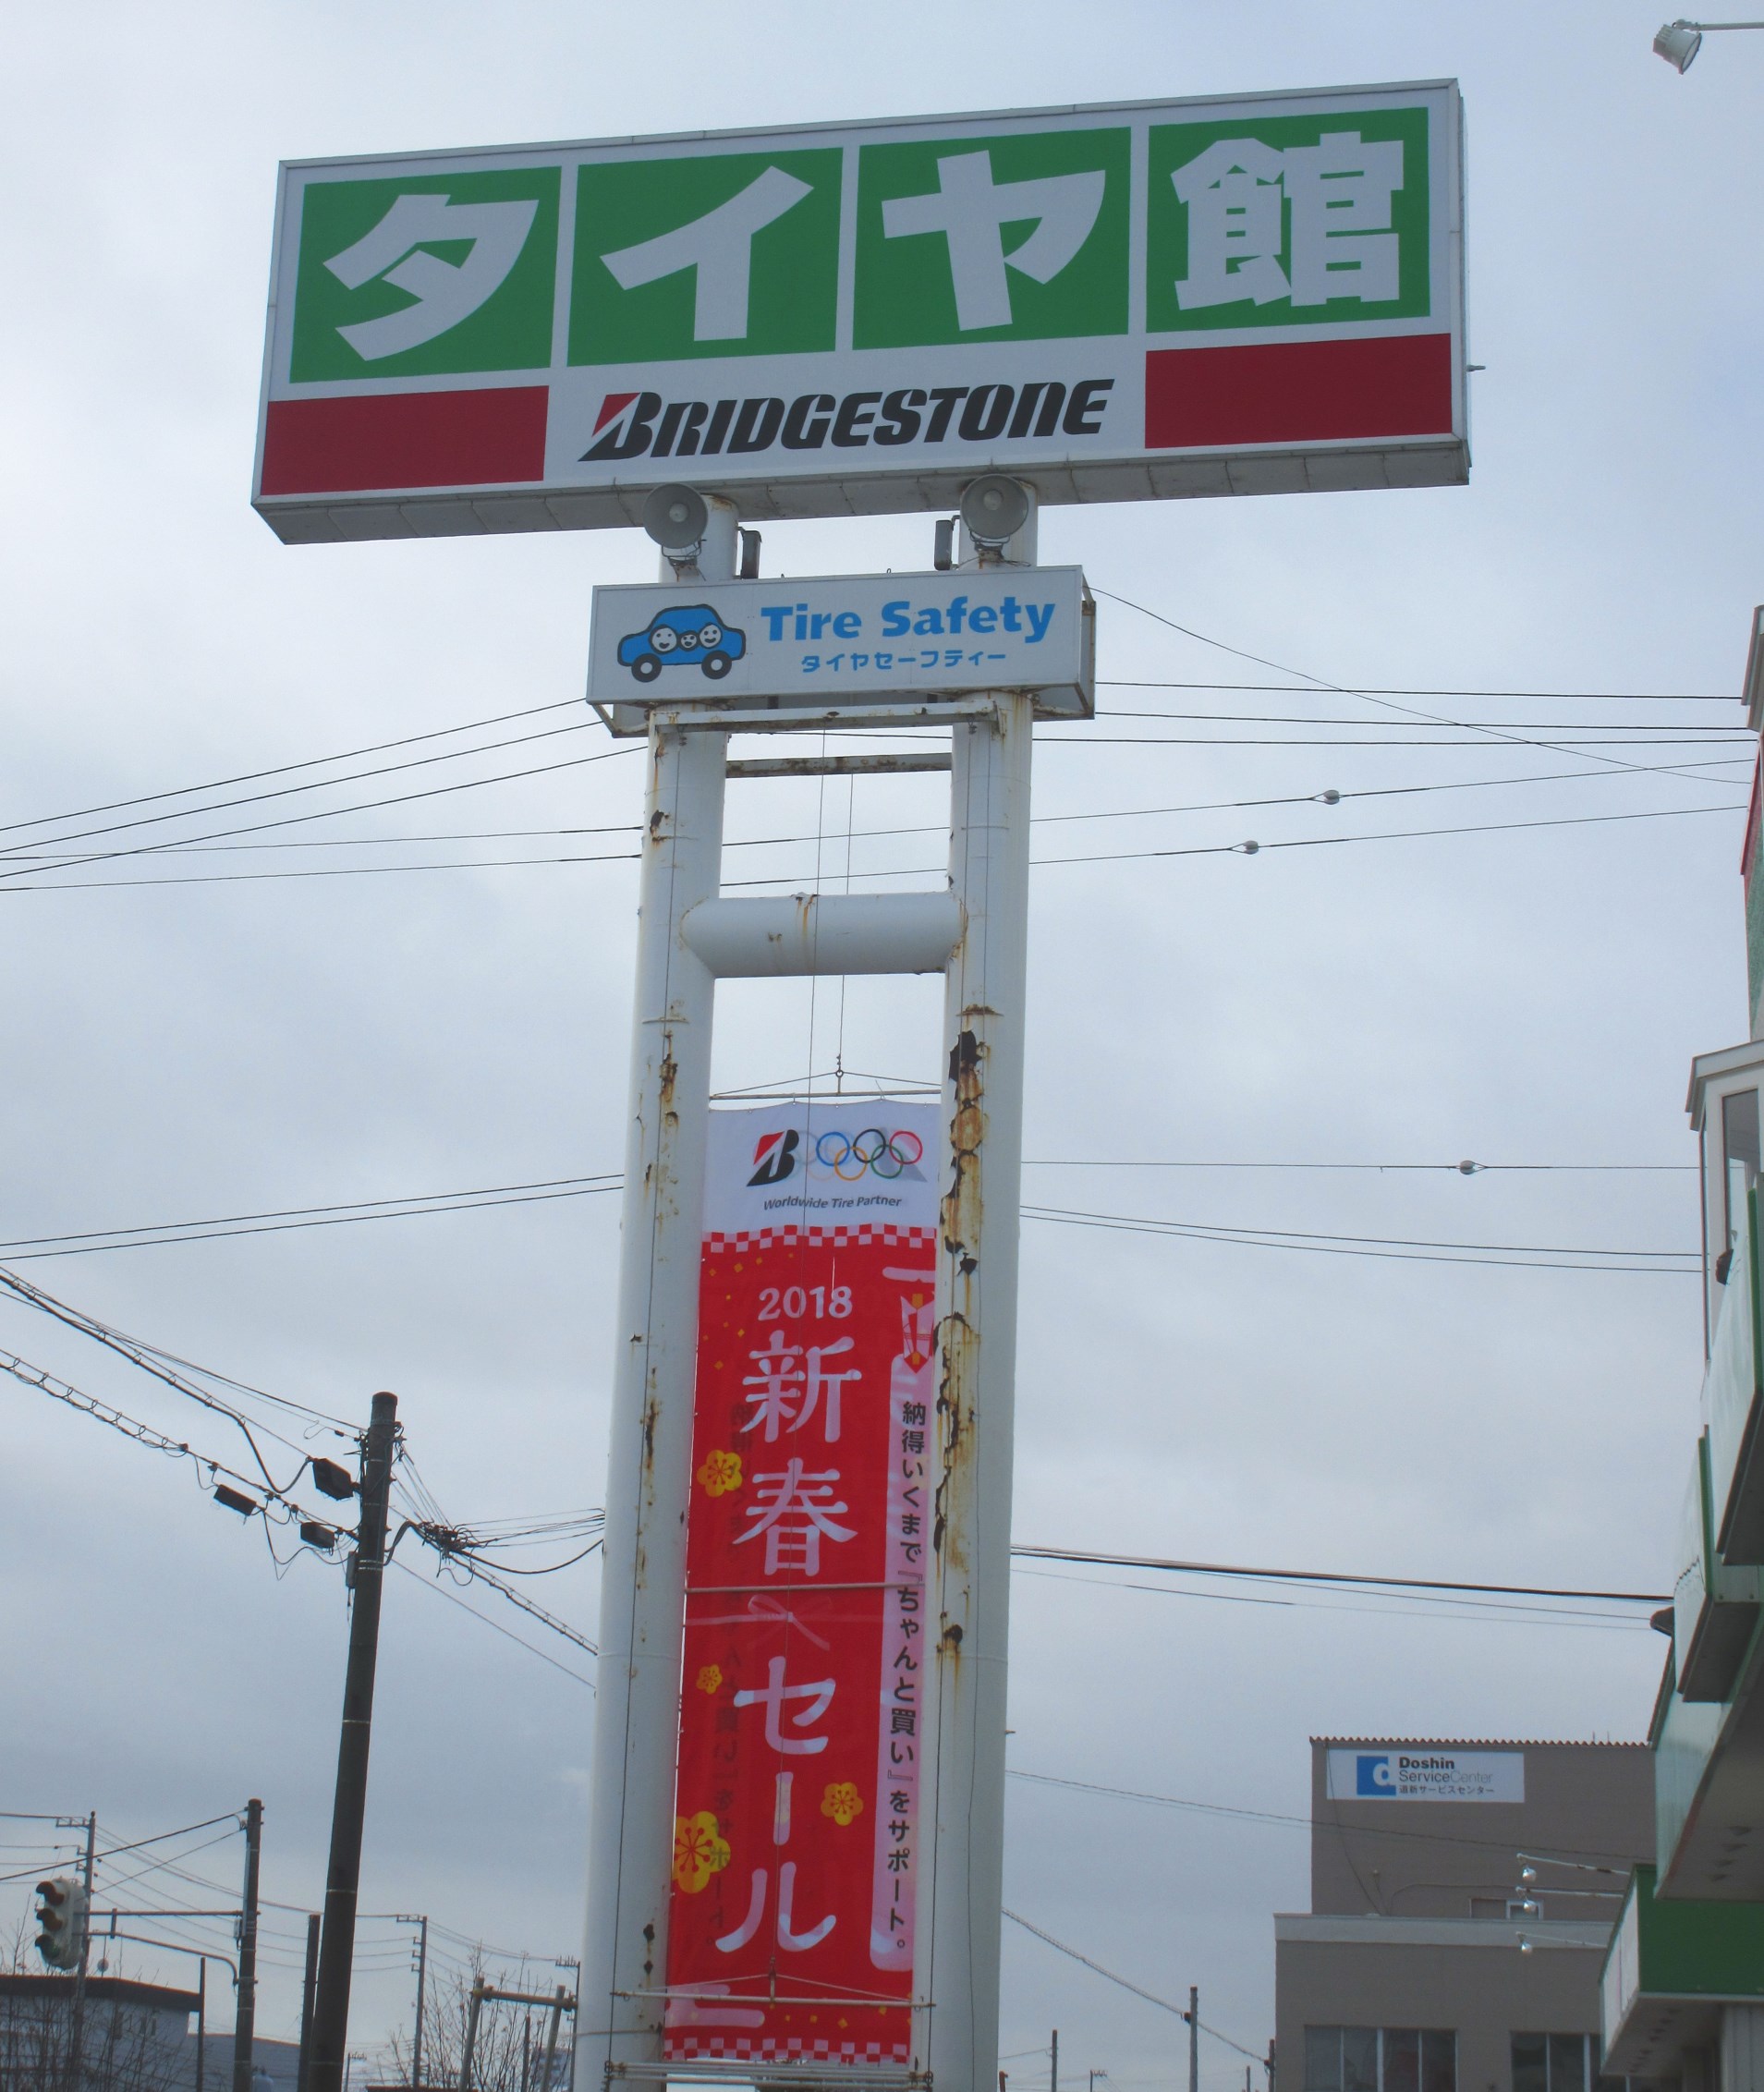 タイヤ館
BRIDGESTONE
Tire Safety
タイヤセーフティー
B
Worldwide Tire Partner
2018
新春セール
納得いくまで『ちゃんと買い』をサポート。
Doshin
ServiceCenter
道新サービスセンター